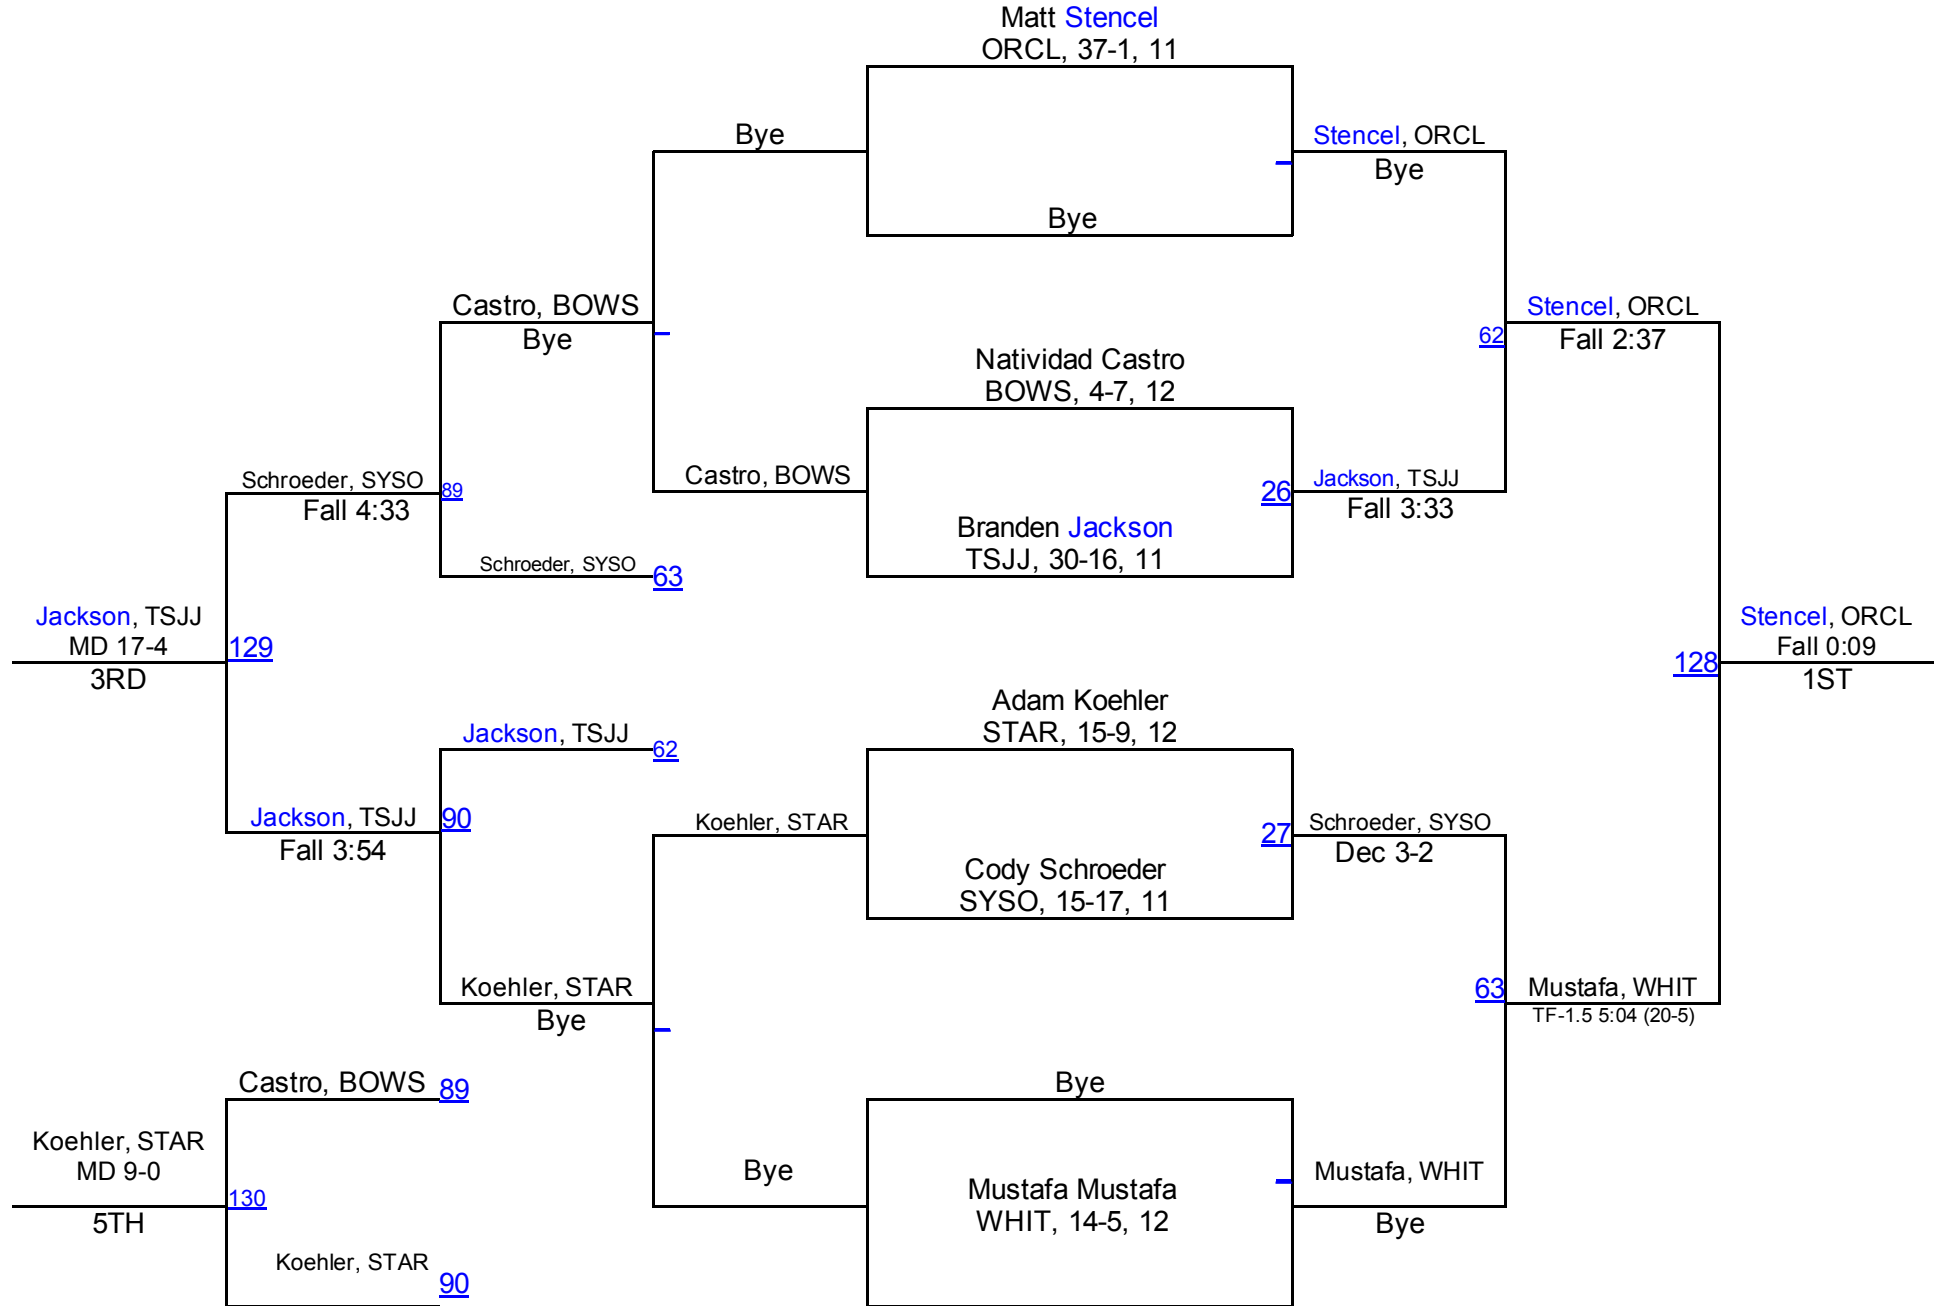 Matt Stencel
ORCL, 37-1, 11
Bye
Stencel, ORCL
Bye
Bye
Castro, BOWS
Bye
Stencel, ORCL
62
Fall 2:37
Natividad Castro
BOWS, 4-7, 12
Schroeder, SYSO
89
Fall 4:33
Castro, BOWS
26
Jackson, TSJJ
Fall 3:33
Branden Jackson
TSJJ, 30-16, 11
Schroeder, SYSO
63
Jackson, TSJJ
MD 17-4
129
3RD
Stencel, ORCL
Fall 0:09
128
1ST
Adam Koehler
STAR, 15-9, 12
Jackson, TSJJ
62
Jackson, TSJJ
90
Fall 3:54
Koehler, STAR
27
Schroeder, SYSO
Dec 3-2
Cody Schroeder
SYSO, 15-17, 11
Koehler, STAR
Bye
63
Mustafa, WHIT
TF-1.5 5:04 (20-5)
Castro, BOWS
89
Bye
Koehler, STAR
MD 9-0
130
5TH
Bye
Mustafa Mustafa
WHIT, 14-5, 12
Mustafa, WHIT
Bye
Koehler, STAR
90